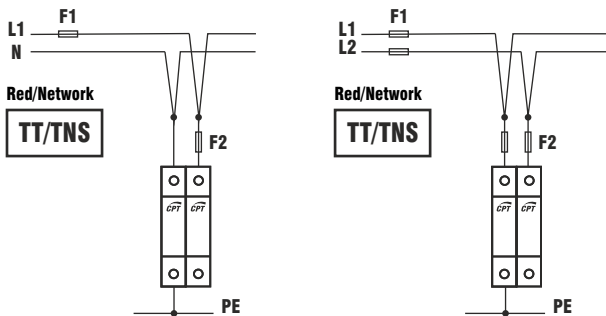 L1 F1
N
Red/Network
TT/TNS
F2
CPT CPT
PE
L1 F1
L2
Red/Network
TT/TNS
F2
CPT CPT
PE